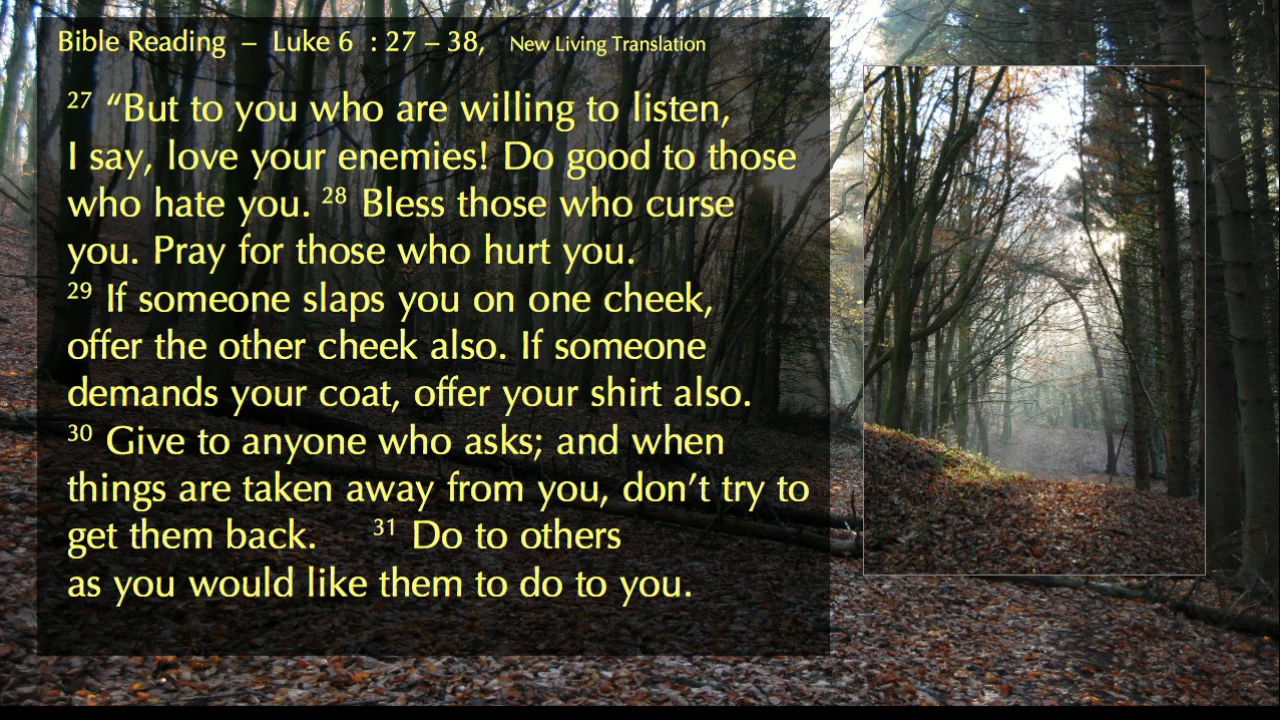 Bible Reading – Luke 6 : 27 – 38, New Living Translation
27 “But to you who are willing to listen,
I say, love your enemies! Do good to those
who hate you. 28 Bless those who curse
you. Pray for those who hurt you.
29 If someone slaps you on one cheek,
offer the other cheek also. If someone
demands your coat, offer your shirt also.
30 Give to anyone who asks; and when
things are taken away from you, don’t try to
get them back. 31 Do to others
as you would like them to do to you.